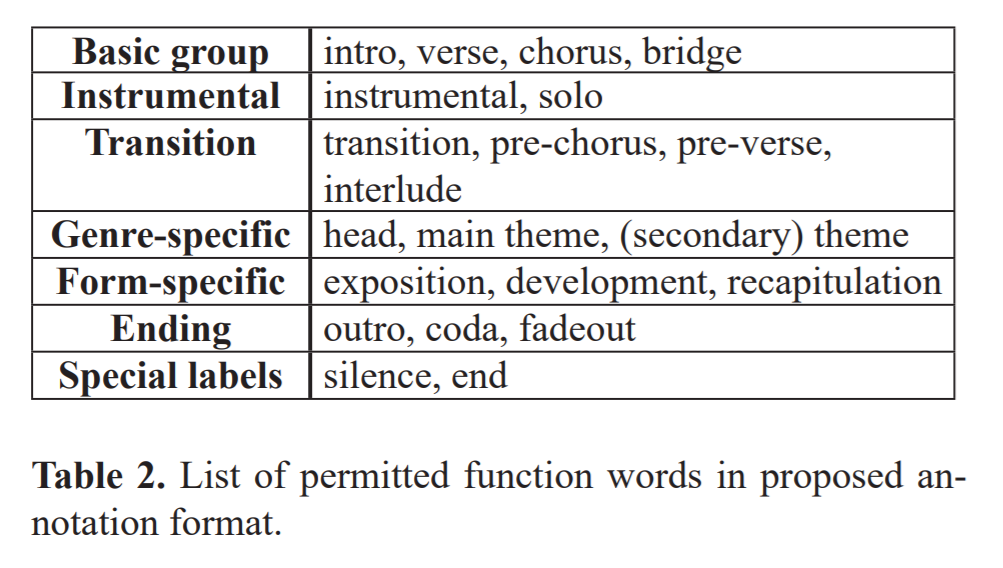 Basic group intro, verse, chorus, bridge
Instrumental instrumental, solo
Transition transition, pre-chorus, pre-verse,
interlude
Genre-specific head, main theme, (secondary) theme
Form-specific exposition, development, recapitulation
Ending outro, coda, fadeout
Special labels silence, end
Table 2. List of permitted function words in proposed an-
notation format.